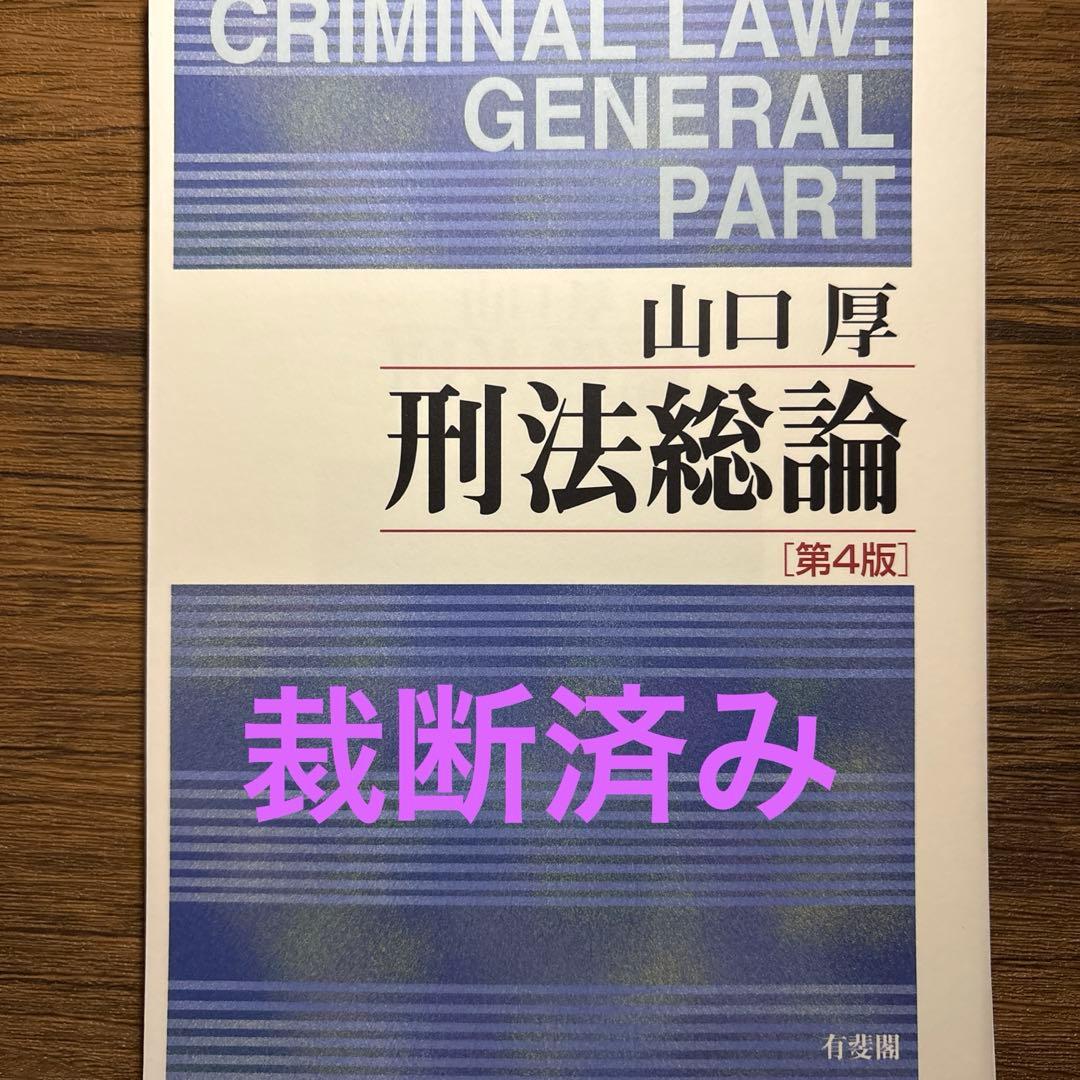 CRIMINAL LAW:
GENERAL
PART
山口 厚
刑法総論
[第4版]
裁断済み
有斐閣